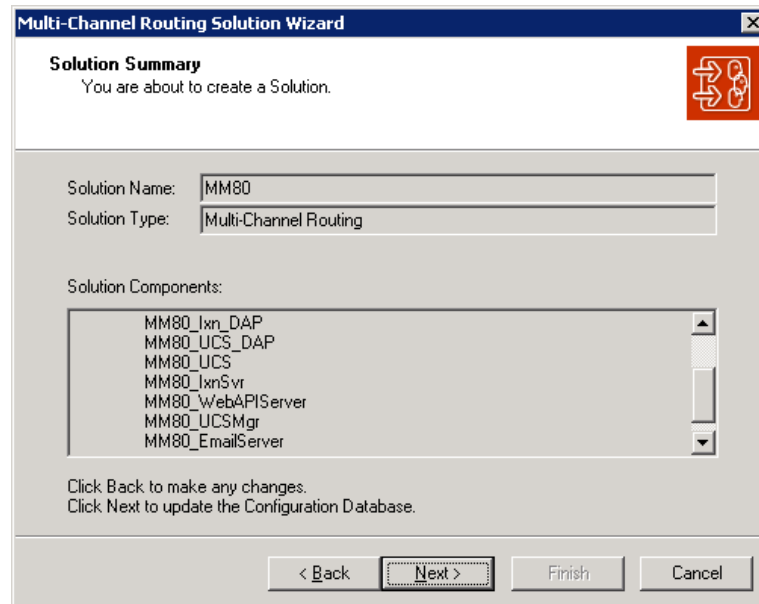 Multi-Channel Routing Solution Wizard
Solution Summary
You are about to create a Solution.
Solution Name: MM80
Solution Type: Multi-Channel Routing
Solution Components:
MM80_Ixn_DAP
MM80_UCS_DAP
MM80_UCS
MM80_IxnSvr
MM80_WebAPIServer
MM80_UCSMgr
MM80_EmailServer
Click Back to make any changes.
Click Next to update the Configuration Database.
< Back Next > Finish Cancel